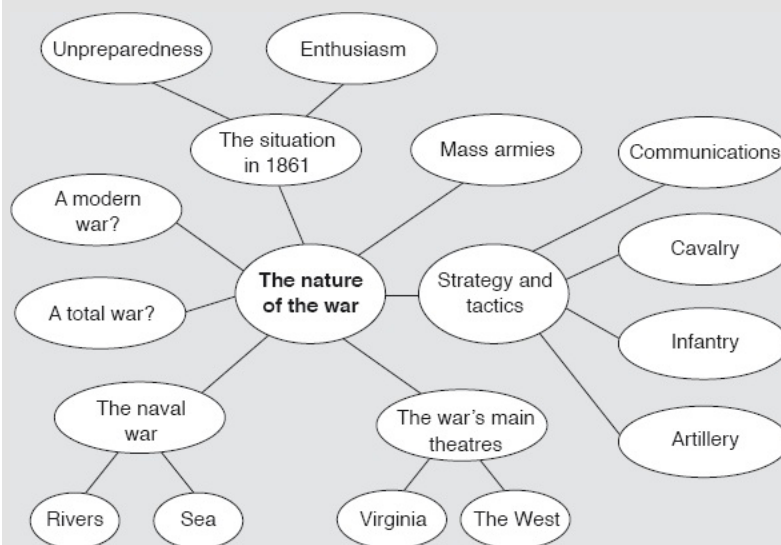 Unpreparedness
Enthusiasm
The situation
in 1861
Mass armies
Communications
A modern
war?
Cavalry
The nature
of the war
Strategy and
tactics
A total war?
Infantry
The naval
war
The war's main
theatres
Artillery
Rivers
Sea
Virginia
The West